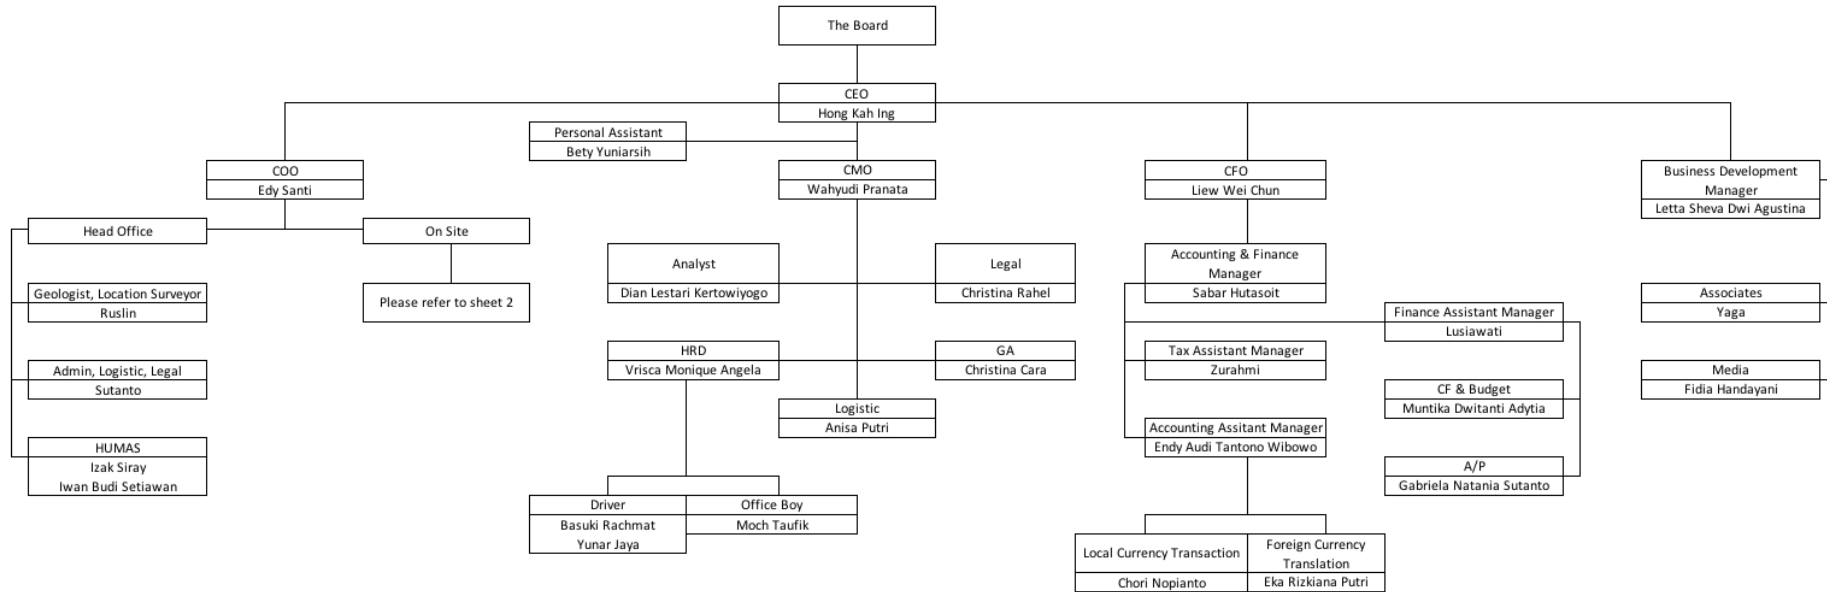 The Board
CEO
Hong Kah Ing
Personal Assistant
Bety Yuniarsih
COO
Edy Santi
CMO
Wahyudi Pranata
CFO
Liew Wei Chun
Business Development
Manager
Letta Sheva Dwi Agustina
Head Office
On Site
Geologist, Location Surveyor
Ruslin
Please refer to sheet 2
Admin, Logistic, Legal
Sutanto
HUMAS
Izak Siray
Iwan Budi Setiawan
Analyst
Dian Lestari Kertowiyogo
Legal
Christina Rahel
HRD
Vrisca Monique Angela
GA
Christina Cara
Logistic
Anisa Putri
Driver
Basuki Rachmat
Yunar Jaya
Office Boy
Moch Taufik
Accounting & Finance
Manager
Sabar Hutasoit
Finance Assistant Manager
Lusiawati
Tax Assistant Manager
Zurahmi
CF & Budget
Muntika Dwitanti Adytia
Accounting Assitant Manager
Endy Audi Tantono Wibowo
A/P
Gabriela Natania Sutanto
Local Currency Transaction
Chori Nopianto
Foreign Currency
Translation
Eka Rizkiana Putri
Associates
Yaga
Media
Fidia Handayani